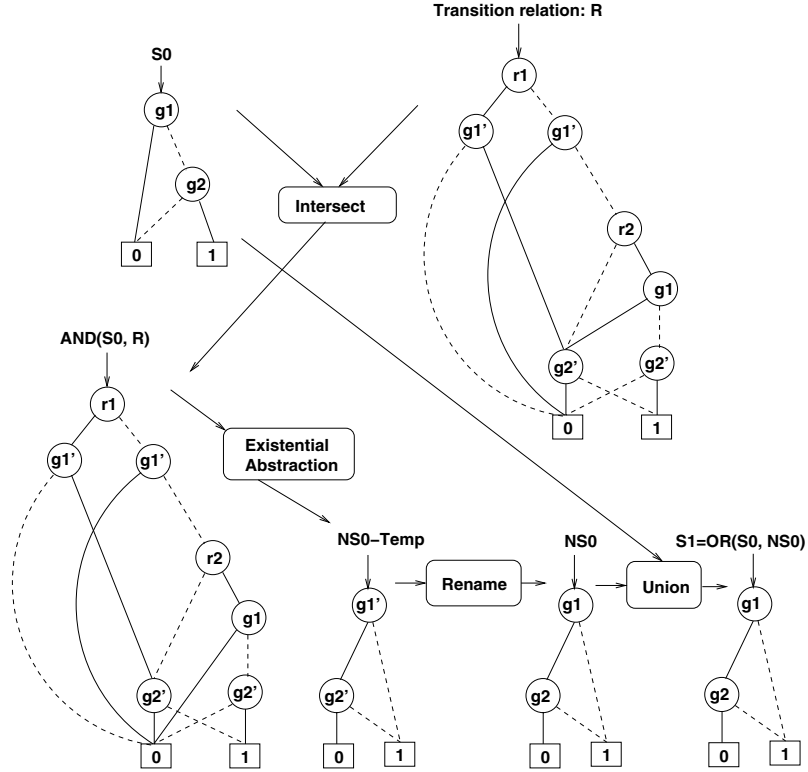 Transition relation: R
S0
r1
g1
g1'
g1'
g2
r2
Intersect
0
1
g1
AND(S0, R)
g2'
g2'
r1
0
1
Existential
Abstraction
g1'
g1'
NS0-Temp
NS0
S1=OR(S0, NS0)
r2
Rename
Union
g1'
g1
g1
g1
g2'
g2'
g2'
g2
g2
0
1
0
1
0
1
0
1